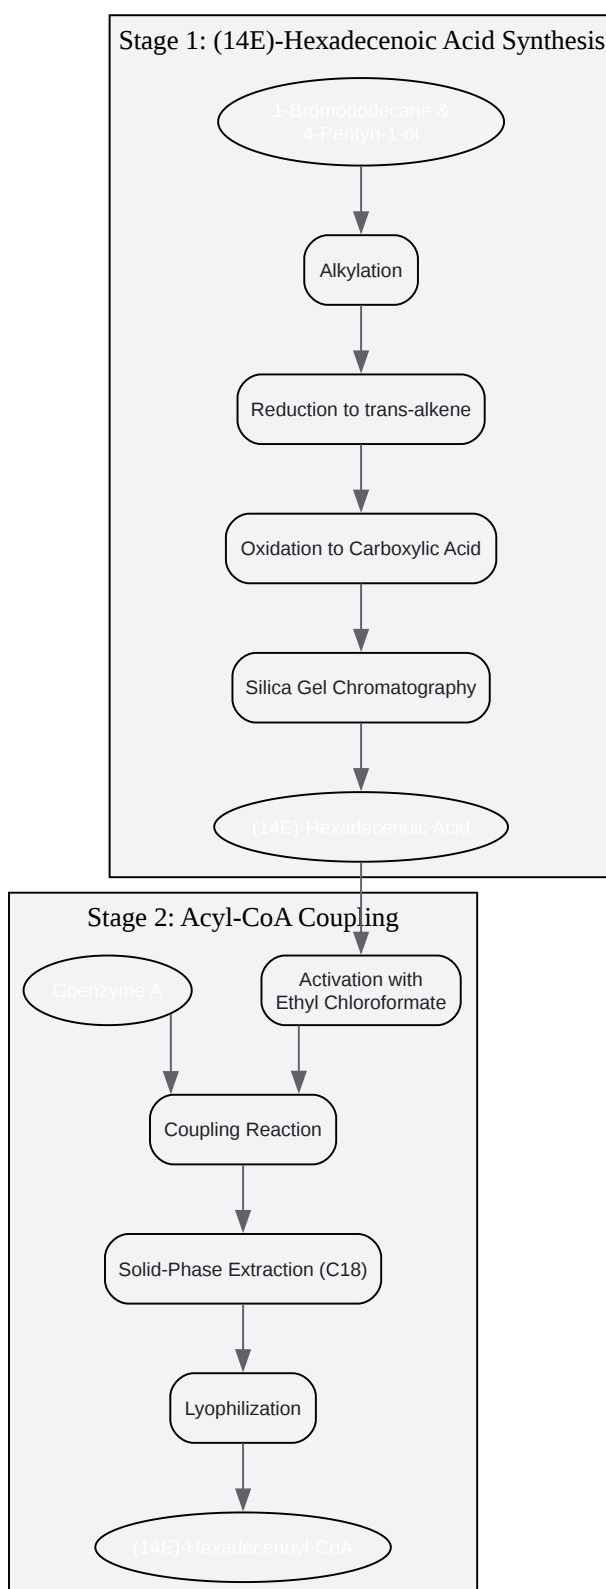 Stage 1: (14E)-Hexadecenoic Acid Synthesis
1-Bromododecane &
4-Pentyn-1-ol
Alkylation
Reduction to trans-alkene
Oxidation to Carboxylic Acid
Silica Gel Chromatography
(14E)-Hexadecenoic Acid
Stage 2: Acyl-CoA Coupling
Coenzyme A
Activation with
Ethyl Chloroformate
Coupling Reaction
Solid-Phase Extraction (C18)
Lyophilization
(14E)-Hexadecenoyl-CoA